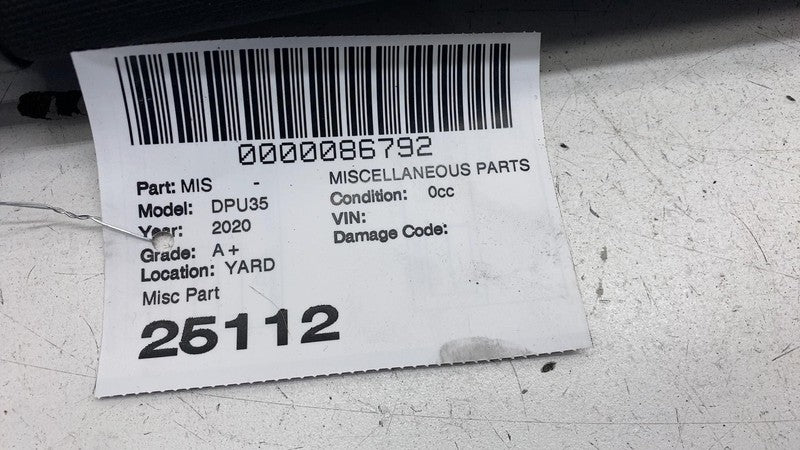 0000086792
Part: MIS - MISCELLANEOUS PARTS
Model: DPU35 Condition: 0cc
Year: 2020 VIN:
Grade: A+ Damage Code:
Location: YARD
Misc Part
25112